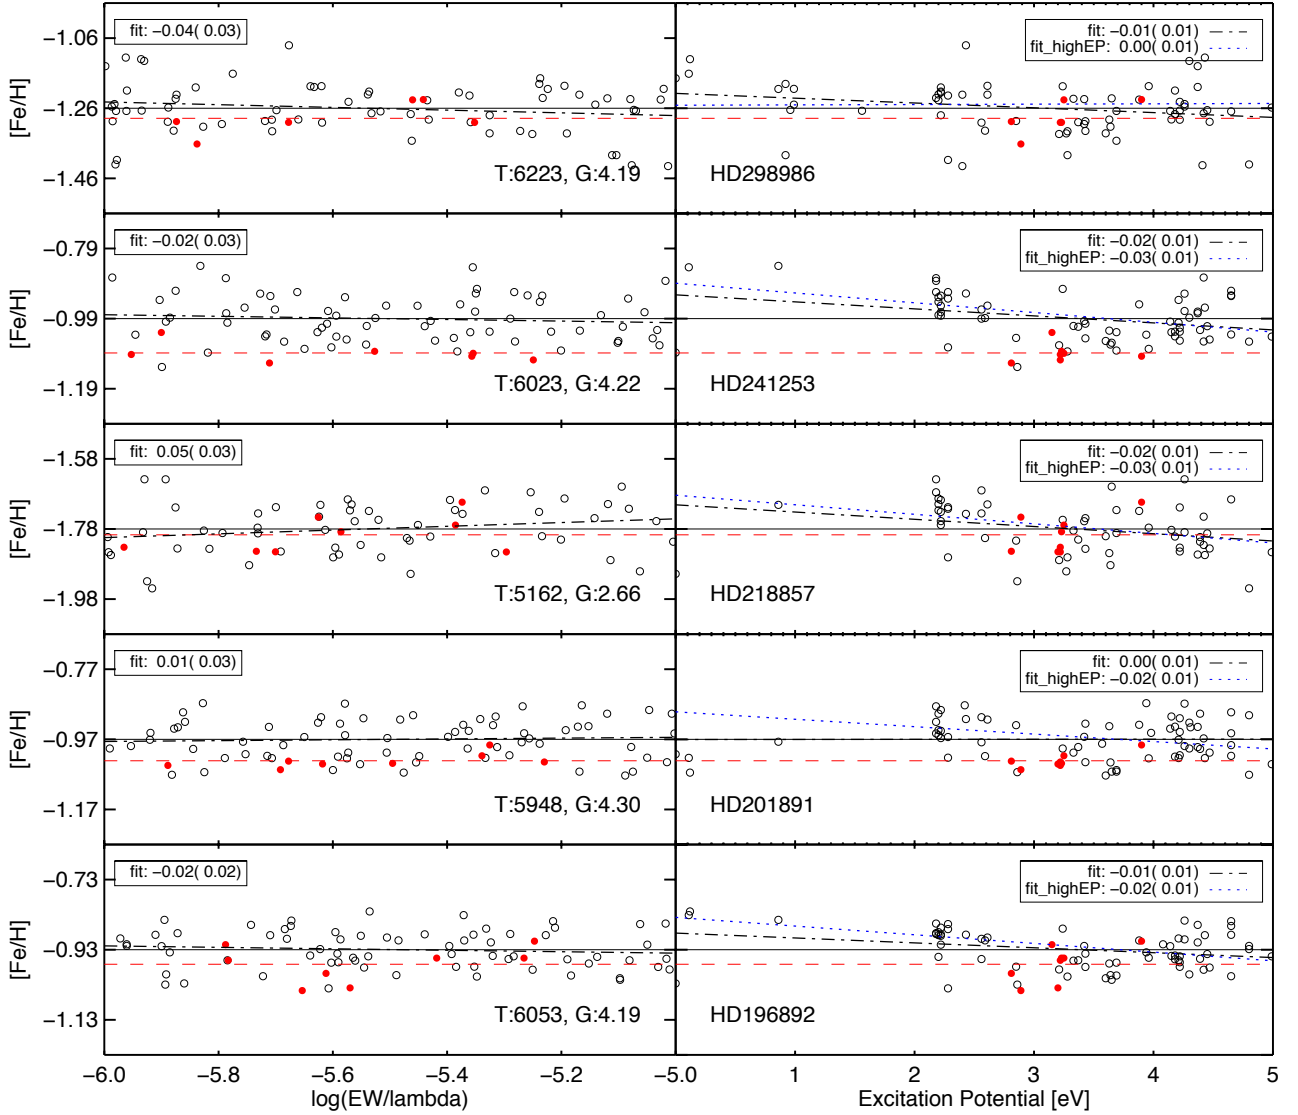 fit: −0.04( 0.03)
fit: −0.01( 0.01)
fit_highEP: 0.00( 0.01)
−1.06
−1.26
−1.46
[Fe/H]
T:6223, G:4.19
HD298986
fit: −0.02( 0.03)
fit: −0.02( 0.01)
fit_highEP: −0.03( 0.01)
−0.79
−0.99
−1.19
[Fe/H]
T:6023, G:4.22
HD241253
fit: 0.05( 0.03)
fit: −0.02( 0.01)
fit_highEP: −0.03( 0.01)
−1.58
−1.78
−1.98
[Fe/H]
T:5162, G:2.66
HD218857
fit: 0.01( 0.03)
fit: 0.00( 0.01)
fit_highEP: −0.02( 0.01)
−0.77
−0.97
−1.17
[Fe/H]
T:5948, G:4.30
HD201891
fit: −0.02( 0.02)
fit: −0.01( 0.01)
fit_highEP: −0.02( 0.01)
−0.73
−0.93
−1.13
[Fe/H]
T:6053, G:4.19
HD196892
−6.0 −5.8 −5.6 −5.4 −5.2 −5.0 1 2 3 4 5
log(EW/lambda) Excitation Potential [eV]